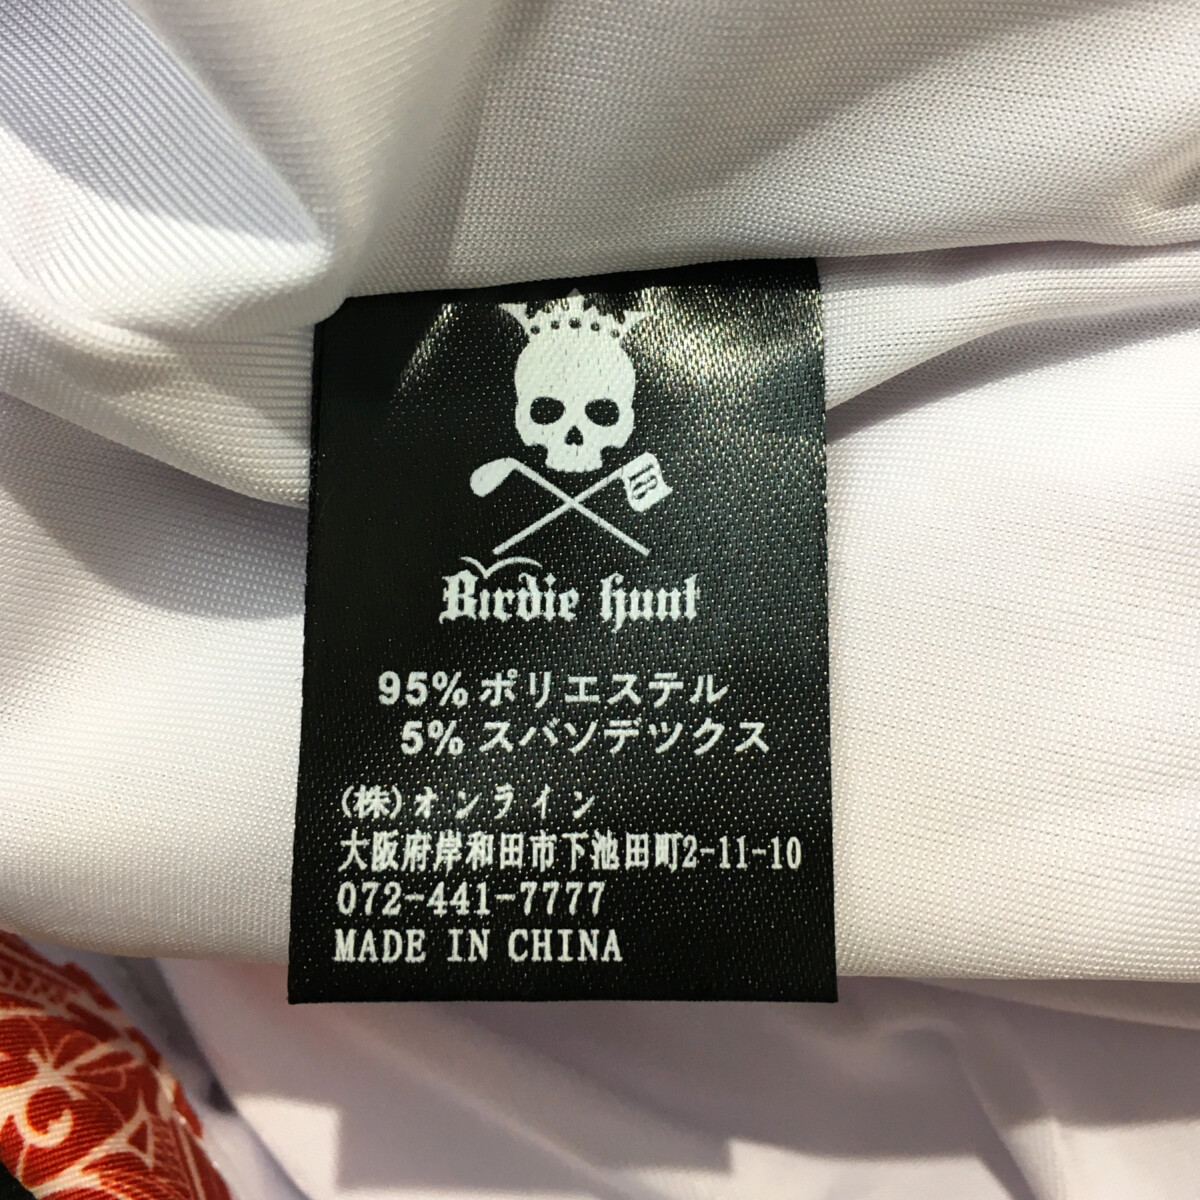 B
Birdie hunt
95% ポリエステル
5% スバソデックス
(株)オンライン
大阪府岸和田市下池田町2-11-10
072-441-7777
MADE IN CHINA